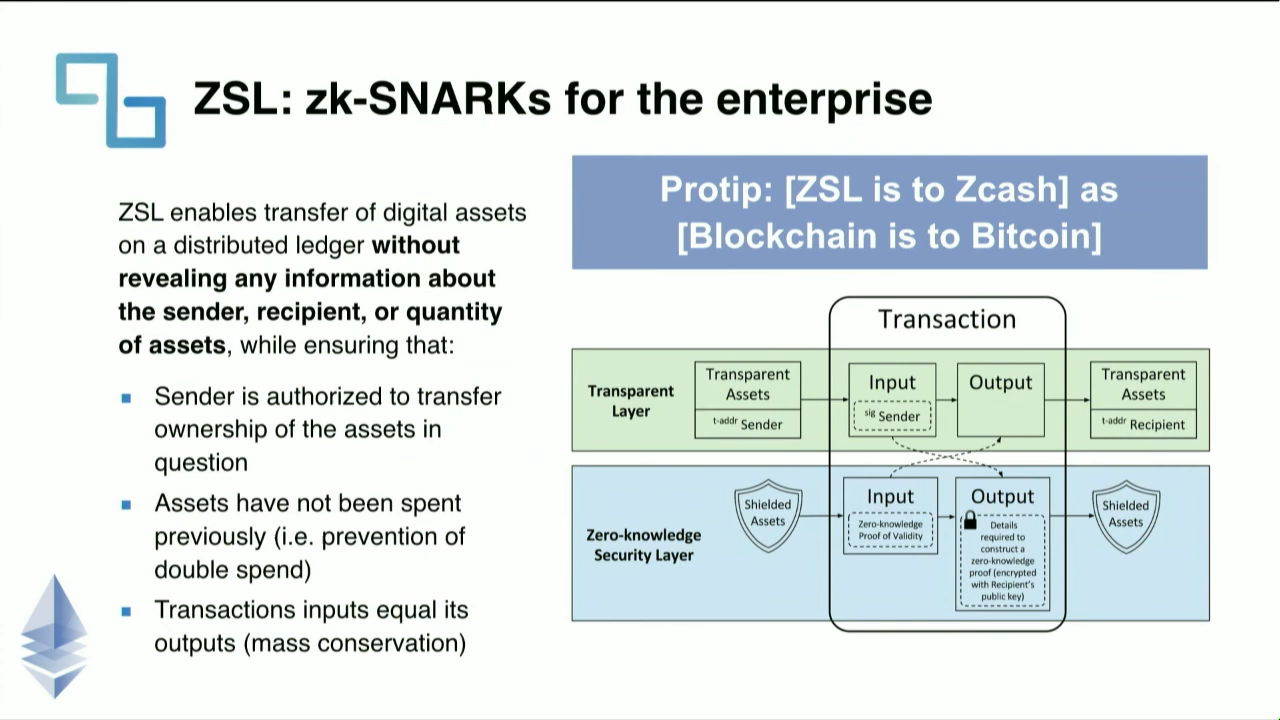 ZSL: zk-SNARKs for the enterprise
ZSL enables transfer of digital assets
on a distributed ledger without
revealing any information about
the sender, recipient, or quantity
of assets, while ensuring that:
Sender is authorized to transfer
ownership of the assets in
question
Assets have not been spent
previously (i.e. prevention of
double spend)
Transactions inputs equal its
outputs (mass conservation)
Protip: [ZSL is to Zcash] as
[Blockchain is to Bitcoin]
Transaction
Transparent
Layer
Transparent
Assets
t-addr Sender
Input
sig Sender
Output
Transparent
Assets
t-addr Recipient
Zero-knowledge
Security Layer
Shielded
Assets
Input
Zero-knowledge
Proof of Validity
Output
Details
required to
construct a
zero-knowledge
proof (encrypted
with Recipient's
public key)
Shielded
Assets